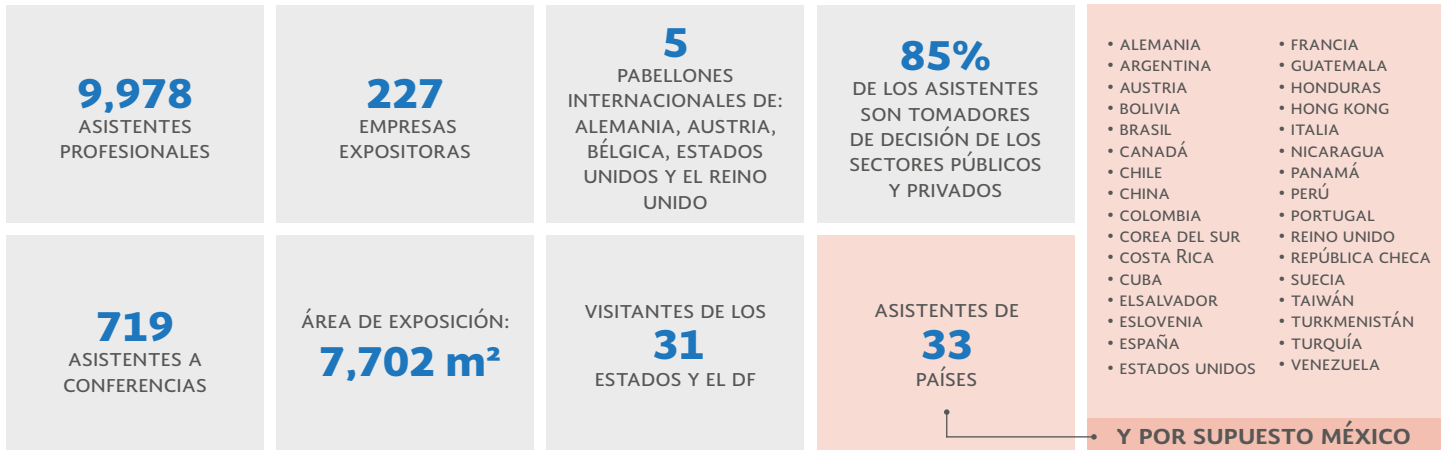 9,978
ASISTENTES
PROFESIONALES
227
EMPRESAS
EXPOSITORAS
5
PABELLONES
INTERNACIONALES DE:
ALEMANIA, AUSTRIA,
BÉLGICA, ESTADOS
UNIDOS Y EL REINO
UNIDO
85%
DE LOS ASISTENTES
SON TOMADORES
DE DECISIÓN DE LOS
SECTORES PÚBLICOS
Y PRIVADOS
719
ASISTENTES A
CONFERENCIAS
ÁREA DE EXPOSICIÓN:
7,702 m²
VISITANTES DE LOS
31
ESTADOS Y EL DF
ASISTENTES DE
33
PAÍSES
• ALEMANIA
• ARGENTINA
• AUSTRIA
• BOLIVIA
• BRASIL
• CANADÁ
• CHILE
• CHINA
• COLOMBIA
• COREA DEL SUR
• COSTA RICA
• CUBA
• ELSALVADOR
• ESLOVENIA
• ESPAÑA
• ESTADOS UNIDOS
• FRANCIA
• GUATEMALA
• HONDURAS
• HONG KONG
• ITALIA
• NICARAGUA
• PANAMÁ
• PERÚ
• PORTUGAL
• REINO UNIDO
• REPÚBLICA CHECA
• SUECIA
• TAIWÁN
• TURKMENISTÁN
• TURQUÍA
• VENEZUELA
Y POR SUPUESTO MÉXICO